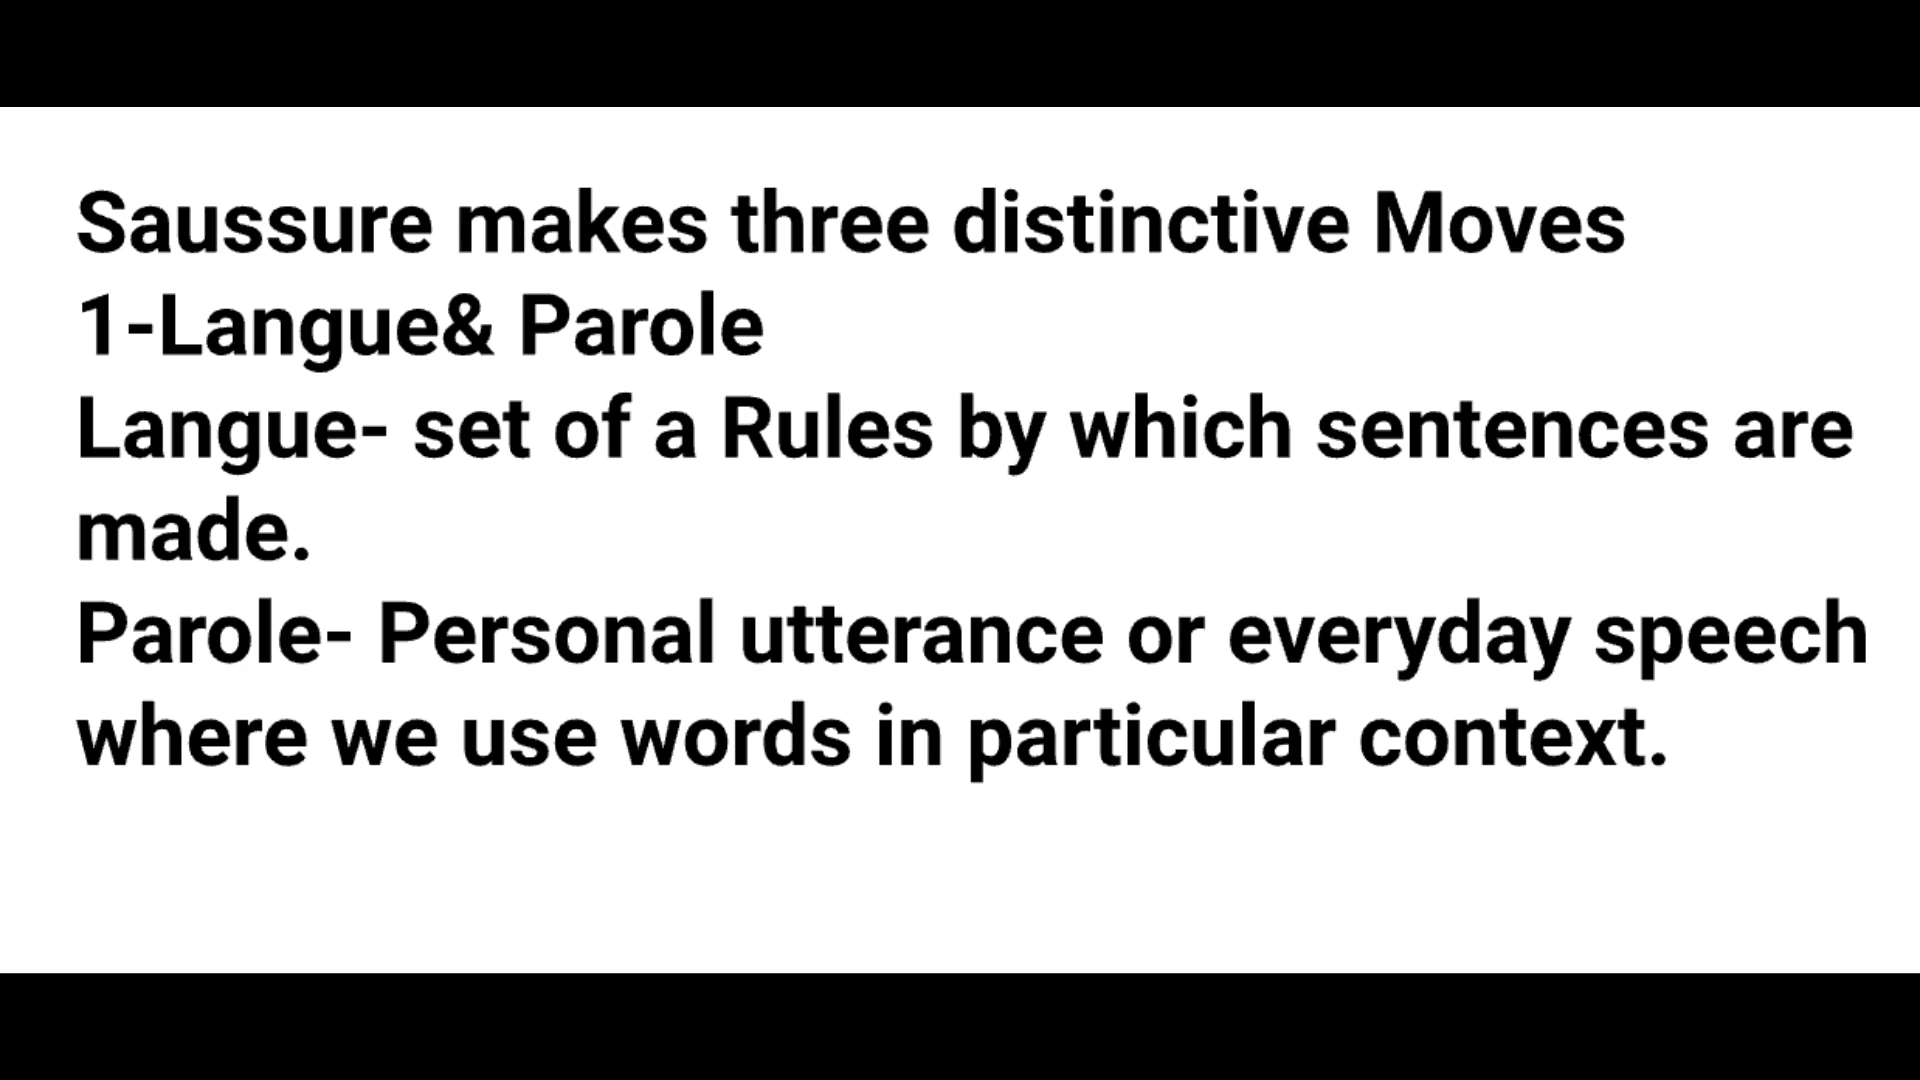 Saussure makes three distinctive Moves
1-Langue& Parole
Langue- set of a Rules by which sentences are
made.
Parole- Personal utterance or everyday speech
where we use words in particular context.